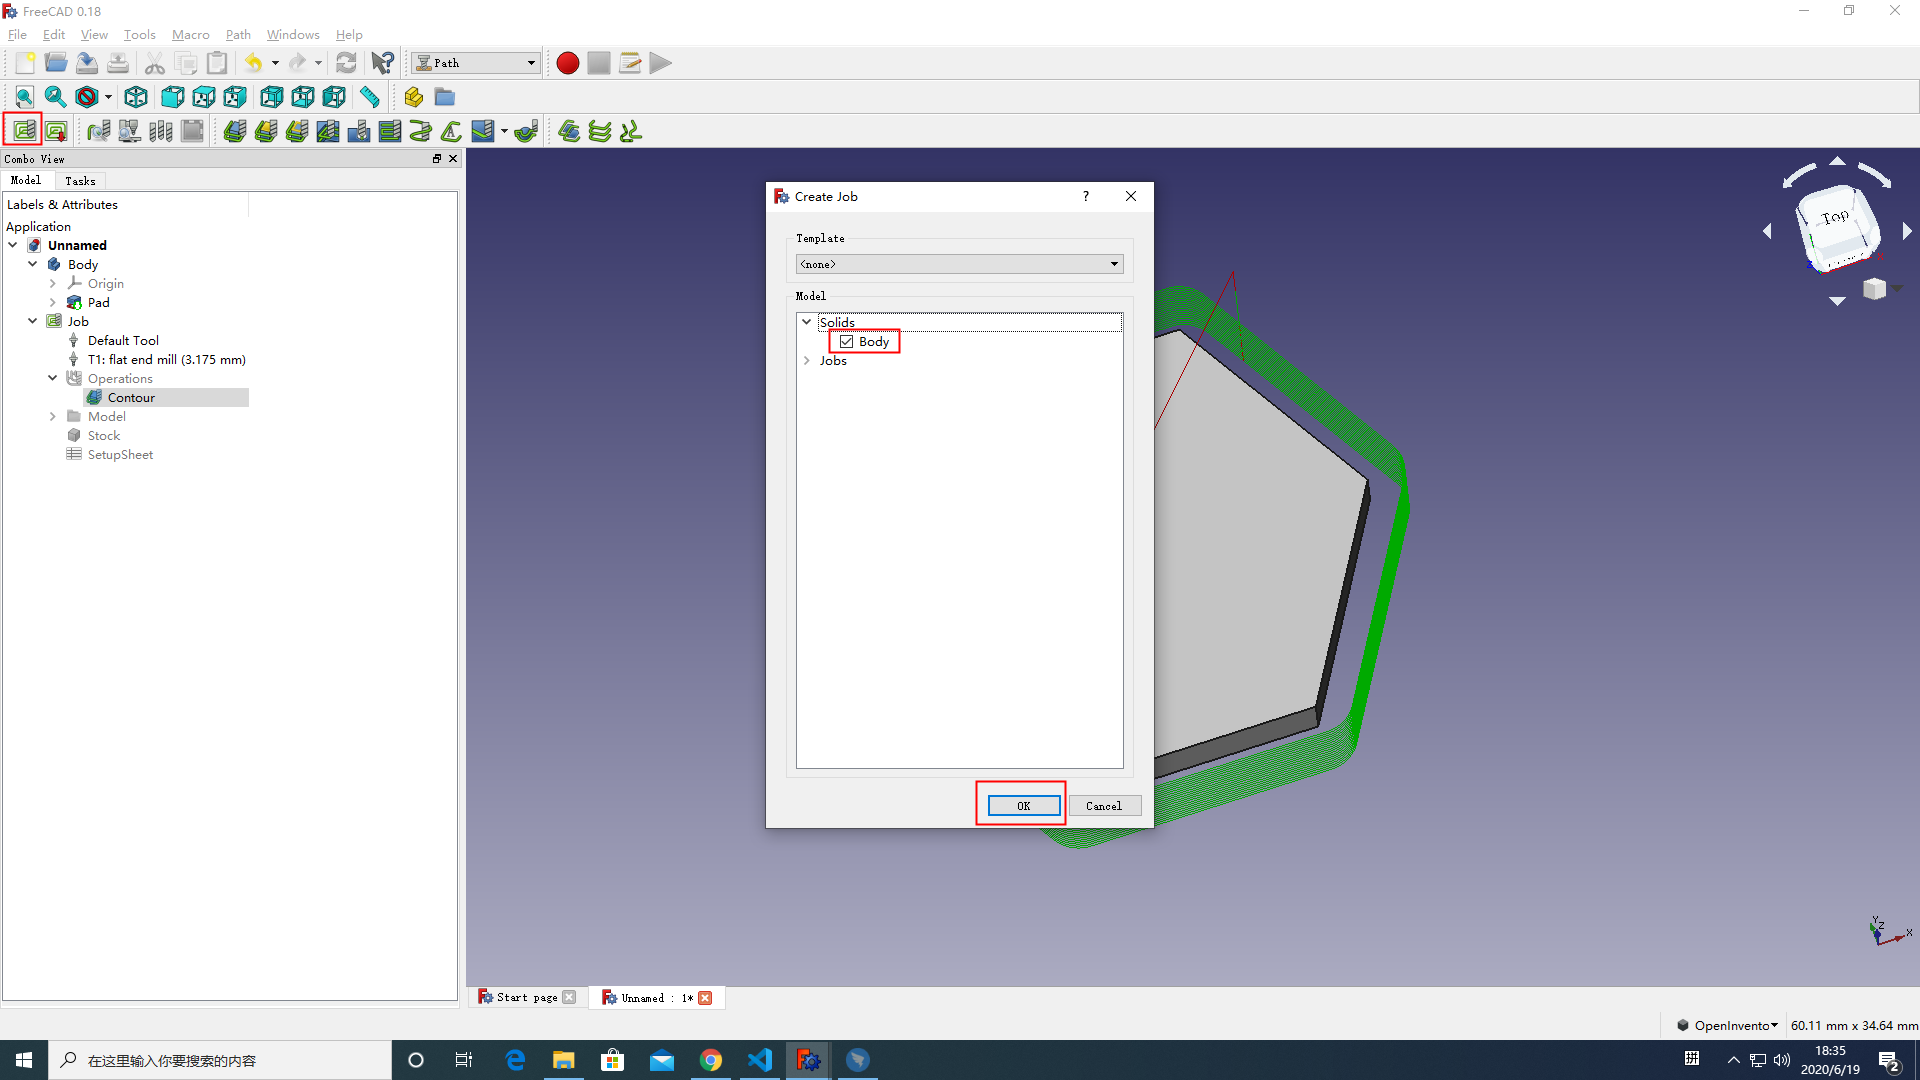 FreeCAD 0.18
File Edit View Tools Macro Path Windows Help
Path
Combo View
Model Tasks
Labels & Attributes
Application
Unnamed
Body
Origin
Pad
Job
Default Tool
T1: flat end mill (3.175 mm)
Operations
Contour
Model
Stock
SetupSheet
Create Job
?
Template
<none>
Model
Solids
Body
Jobs
OK Cancel
Top
Y
Z
X
Start page
Unnamed : 1*
OpenInvento
60.11 mm x 34.64 mm
在这里输入你要搜索的内容
拼
18:35
2020/6/19
2